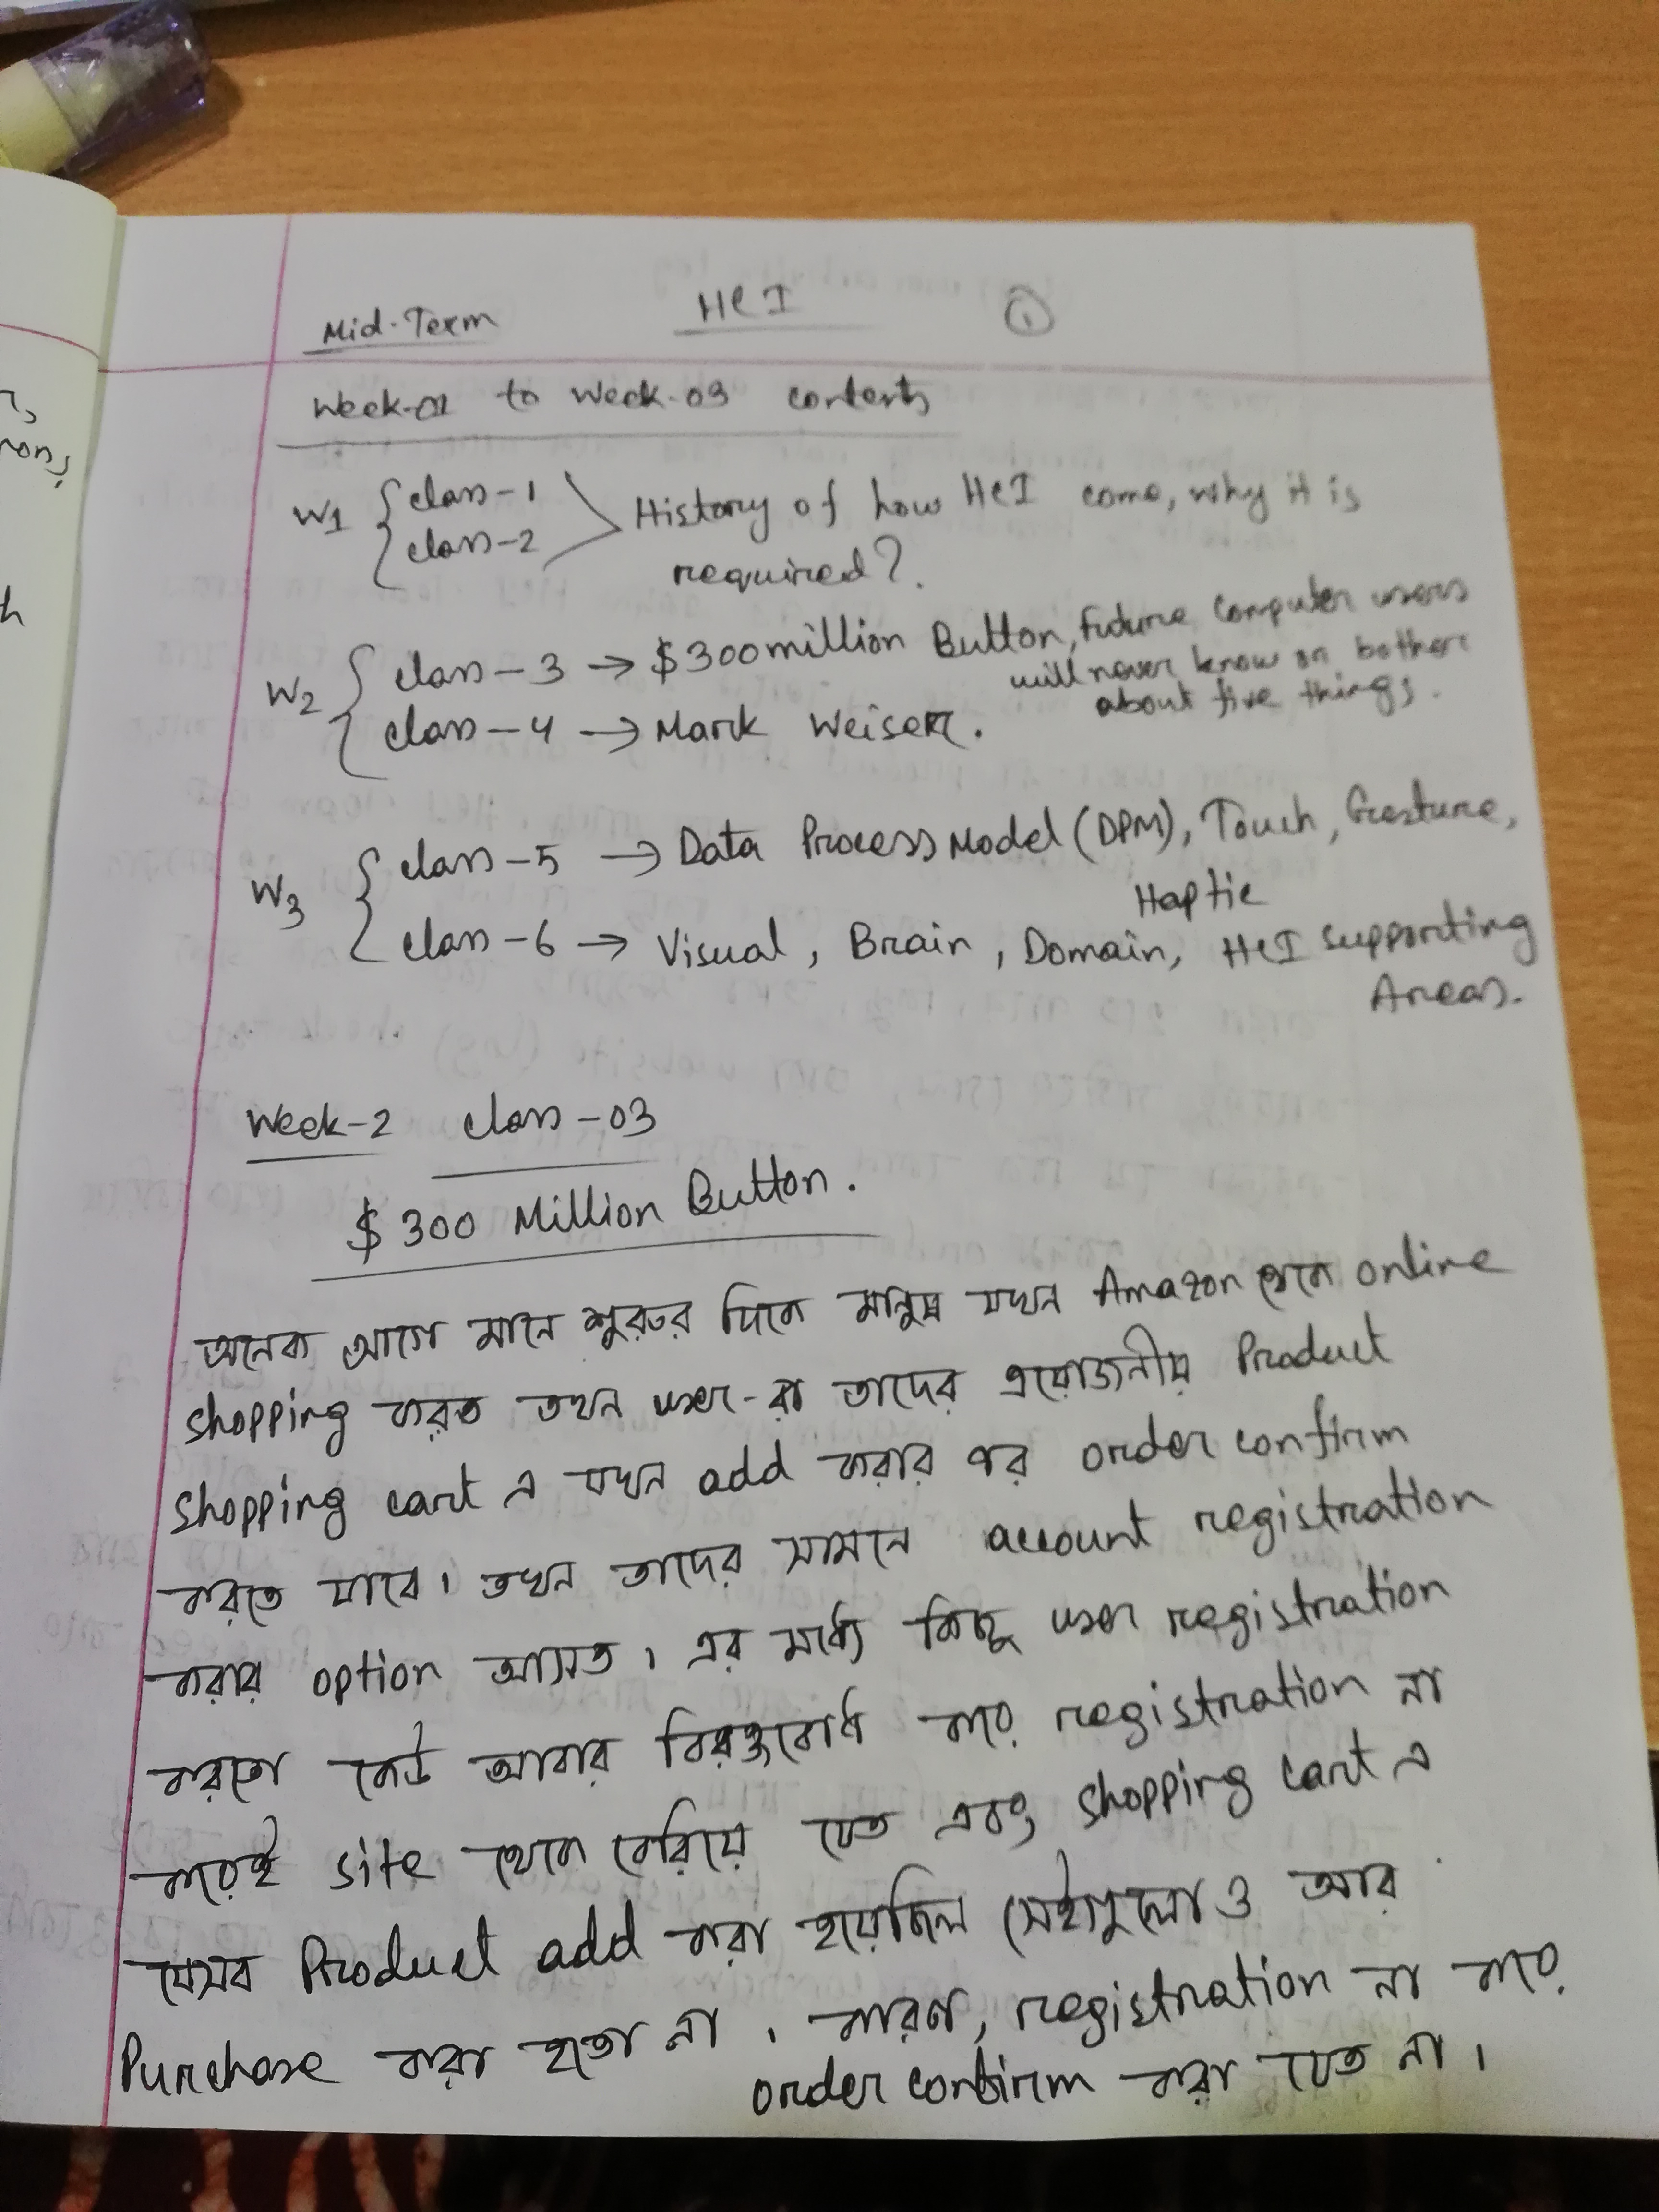 Mid-Term HCI 1
Week-01 to Week-03 contents
W1 { class-1
class-2 > History of how HCI come, why it is
required?
W2 { class-3 → $300 million Button, Future computer users
will never know or bother
about five things.
class-4 → Mark Weiser.
W3 { class-5 → Data Process Model (DPM), Touch, Gesture,
Haptic
class-6 → Visual, Brain, Domain, HCI supporting
Areas.
Week-2 class-03
$300 Million Button.
অনেক আগে মানে শুরুর দিকে মানুষ যখন Amazon থেকে online
shopping করত তখন user-রা তাদের প্রয়োজনীয় Product
shopping cart এ যখন add করার পর order confirm
করতে যাবে। তখন তাদের সামনে account registration
করার option আসত। এর মধ্যে কিছু user registration
করতো কেউ আবার বিরক্তবোধ করে registration না
করেই site থেকে বেরিয়ে যেত এবং shopping cart এ
যেসব Product add করা হয়েছিল সেইগুলো ও আর
Purchase করা হতো না। কারণ, registration না করে
order confirm করা যেত না।